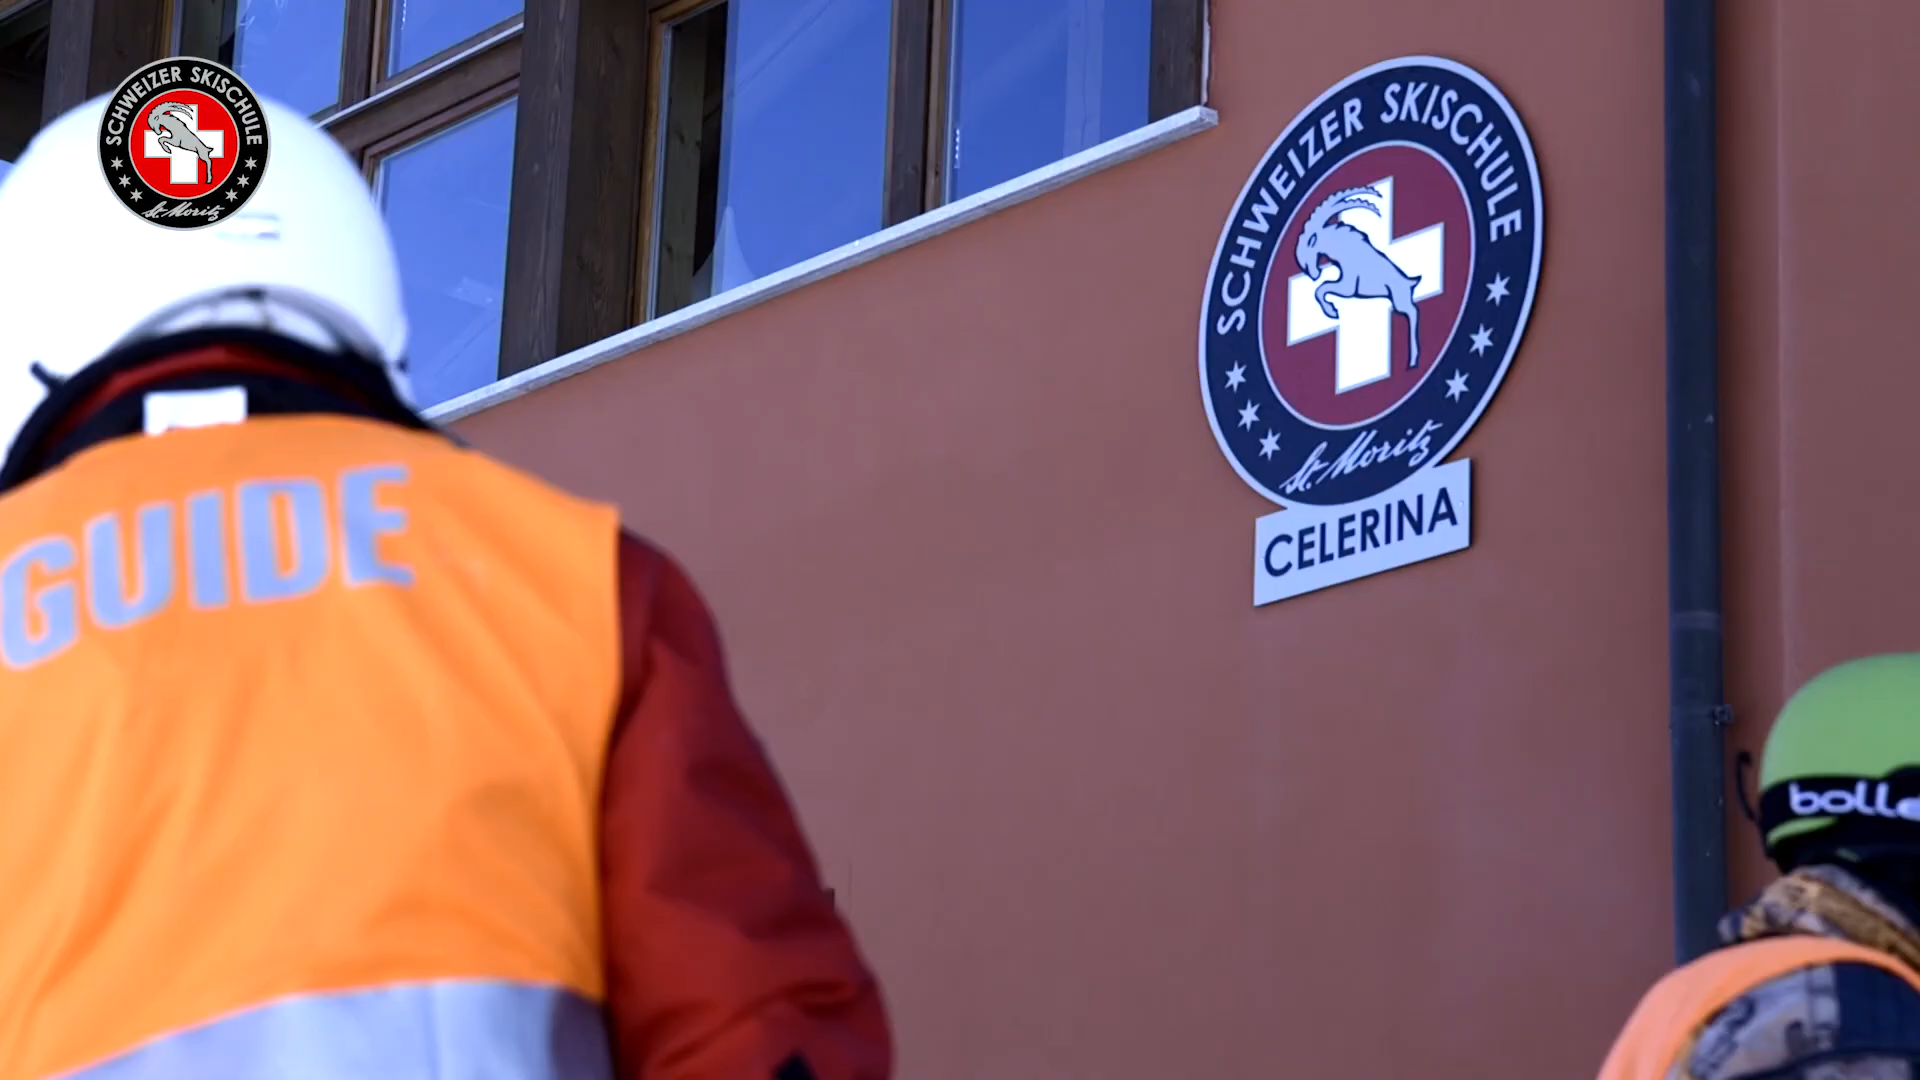 SCHWEIZER SKISCHULE
St. Moritz
SCHWEIZER SKISCHULE
St. Moritz
CELERINA
GUIDE
bolle